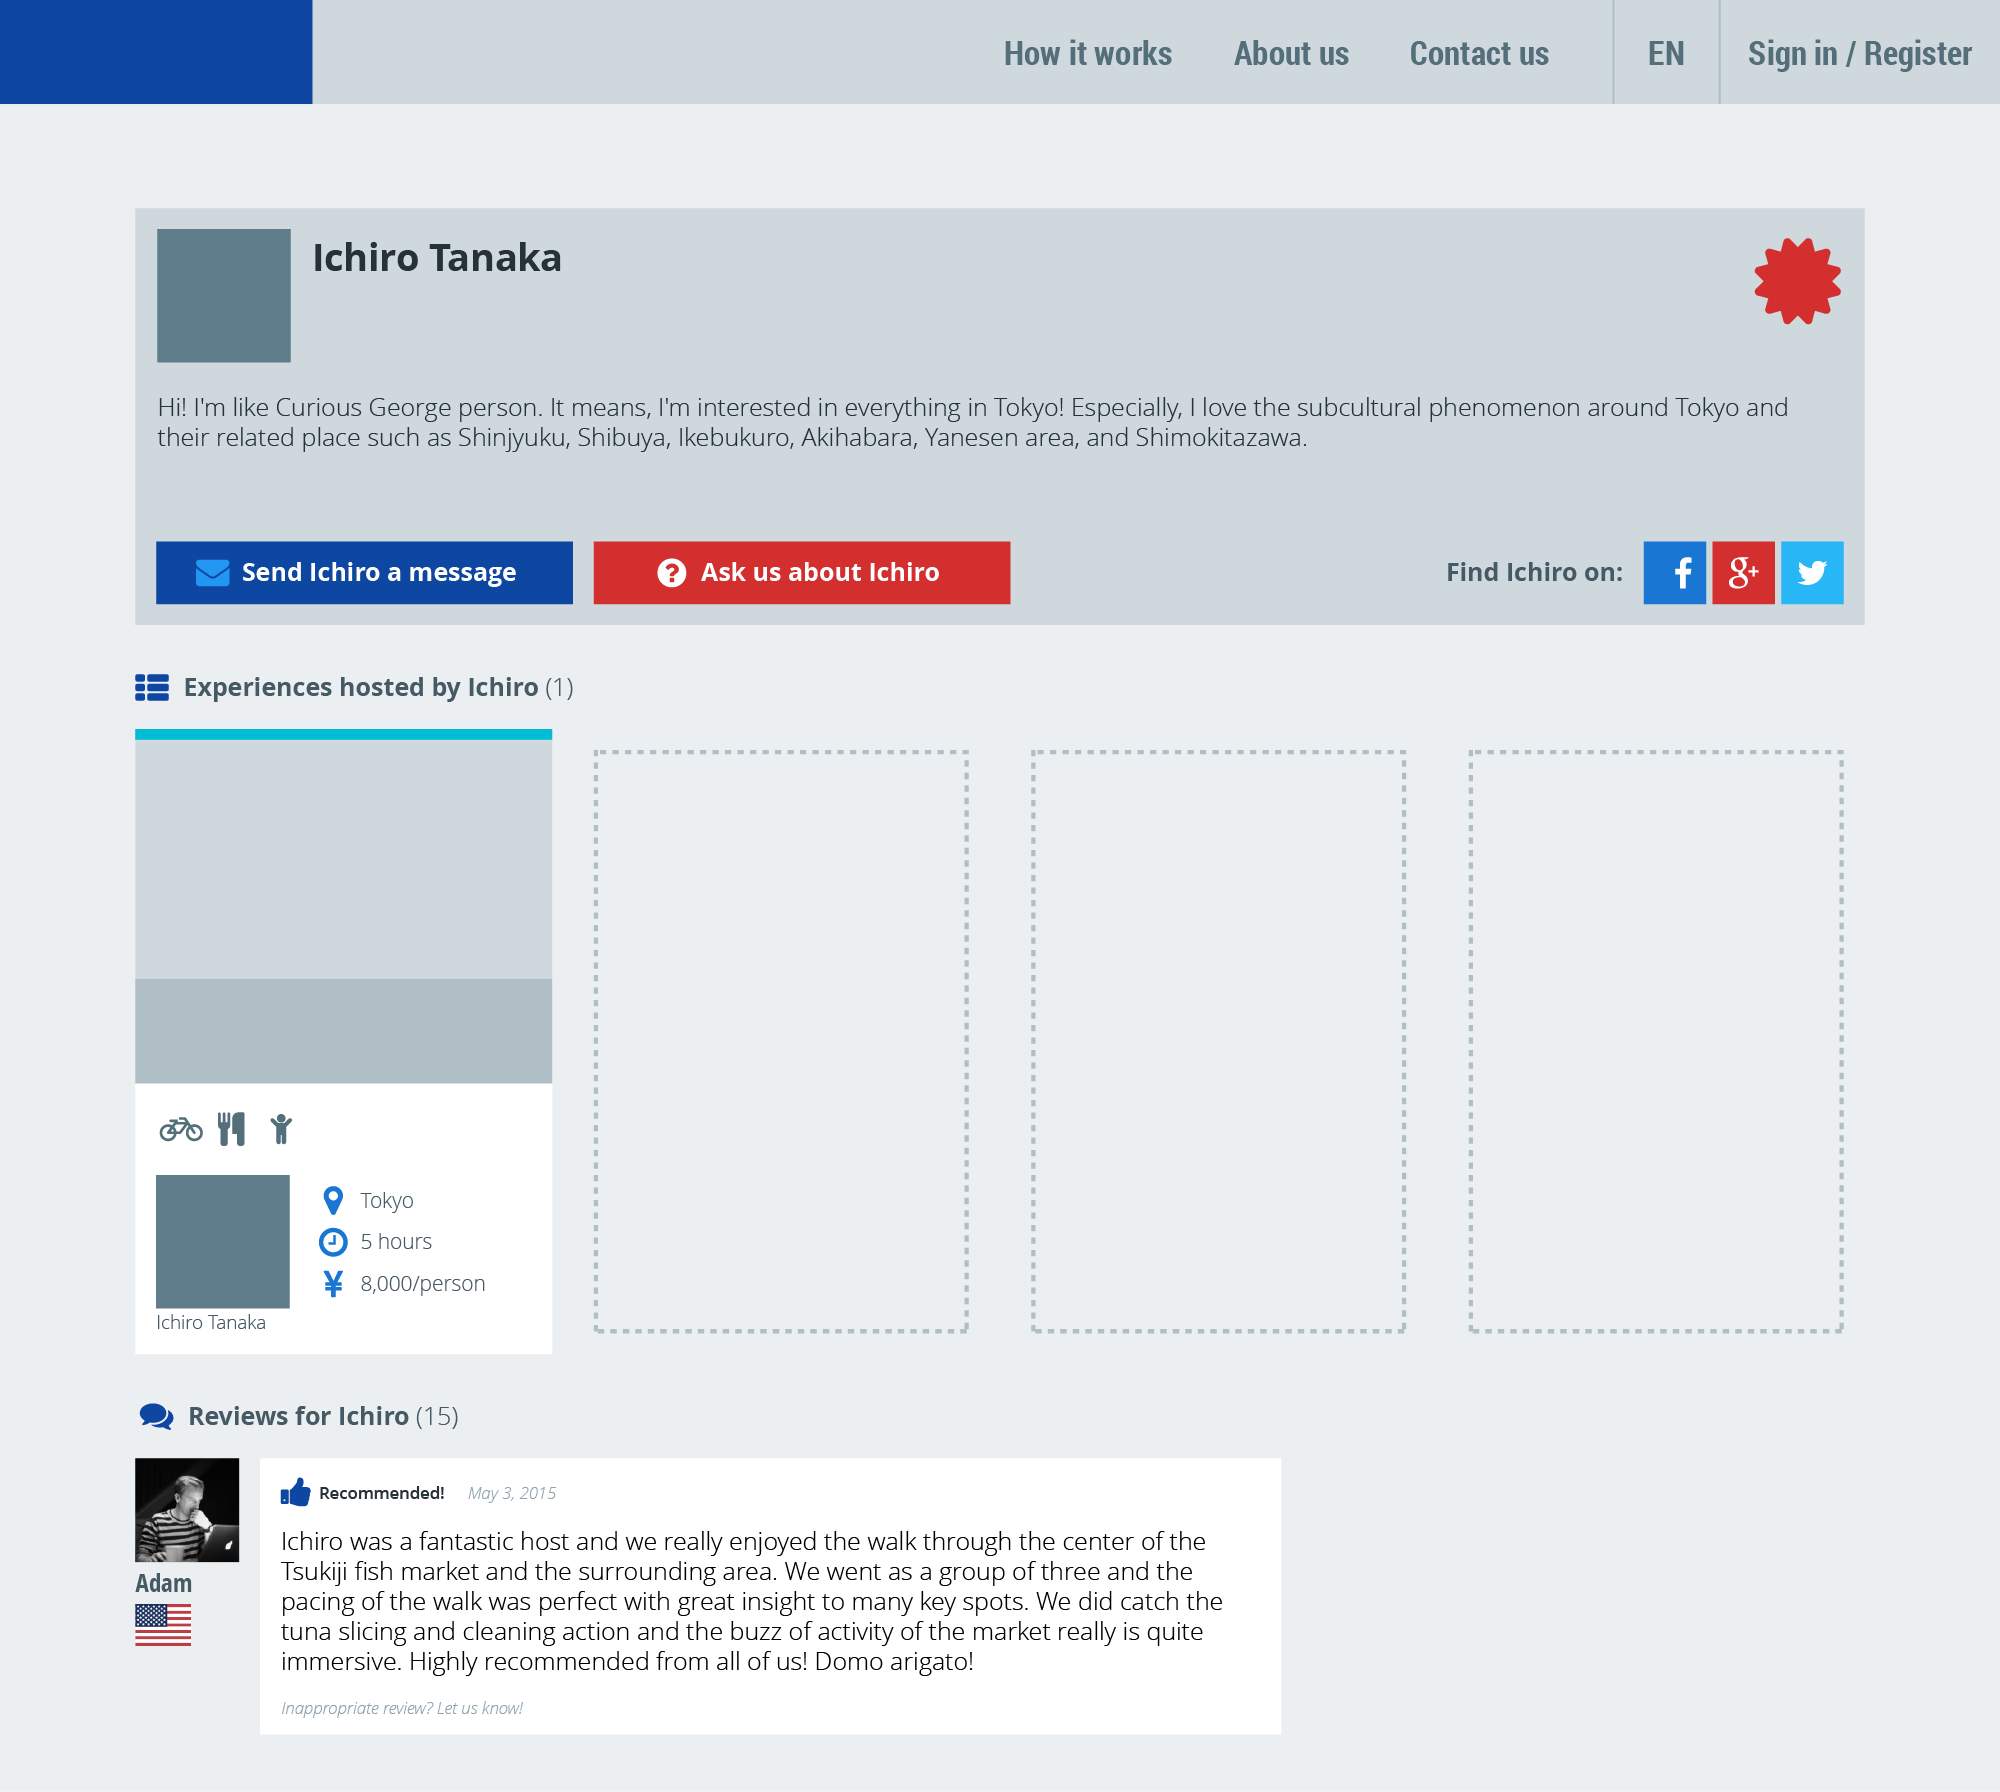 How it works About us Contact us EN Sign in / Register
Ichiro Tanaka
Hi! I'm like Curious George person. It means, I'm interested in everything in Tokyo! Especially, I love the subcultural phenomenon around Tokyo and
their related place such as Shinjyuku, Shibuya, Ikebukuro, Akihabara, Yanesen area, and Shimokitazawa.
Send Ichiro a message Ask us about Ichiro Find Ichiro on:
Experiences hosted by Ichiro (1)
Tokyo
5 hours
¥ 8,000/person
Ichiro Tanaka
Reviews for Ichiro (15)
Recommended! May 3, 2015
Ichiro was a fantastic host and we really enjoyed the walk through the center of the
Tsukiji fish market and the surrounding area. We went as a group of three and the
pacing of the walk was perfect with great insight to many key spots. We did catch the
tuna slicing and cleaning action and the buzz of activity of the market really is quite
immersive. Highly recommended from all of us! Domo arigato!
Inappropriate review? Let us know!
Adam